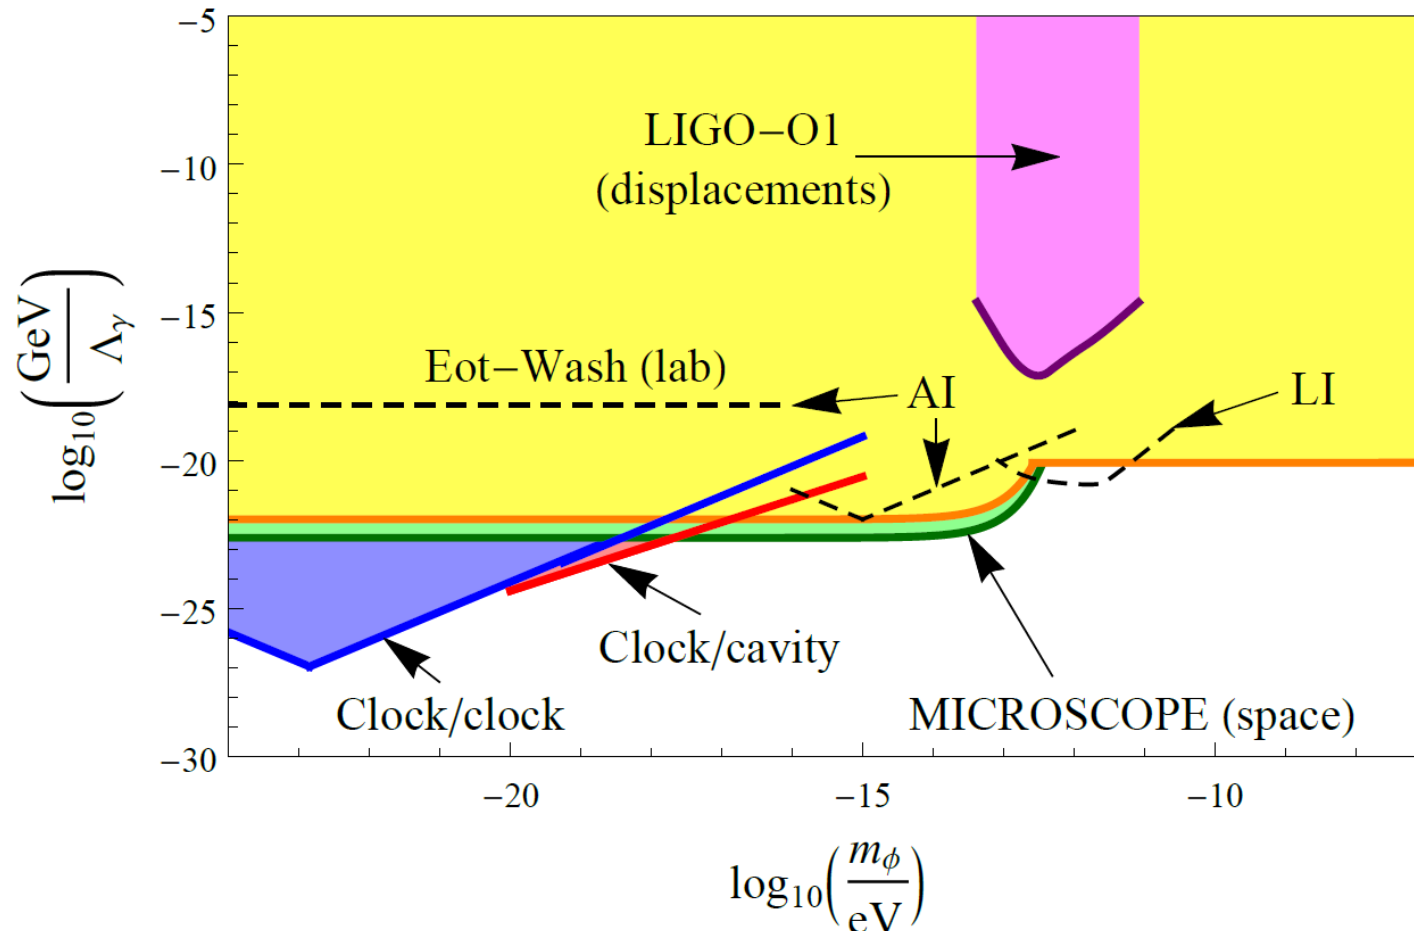 −5
−10
−15
−20
−25
−30
log10(GeV/Λγ)
LIGO−O1
(displacements)
Eot−Wash (lab)
AI
LI
Clock/cavity
Clock/clock
MICROSCOPE (space)
−20
−15
−10
log10(mϕ/eV)